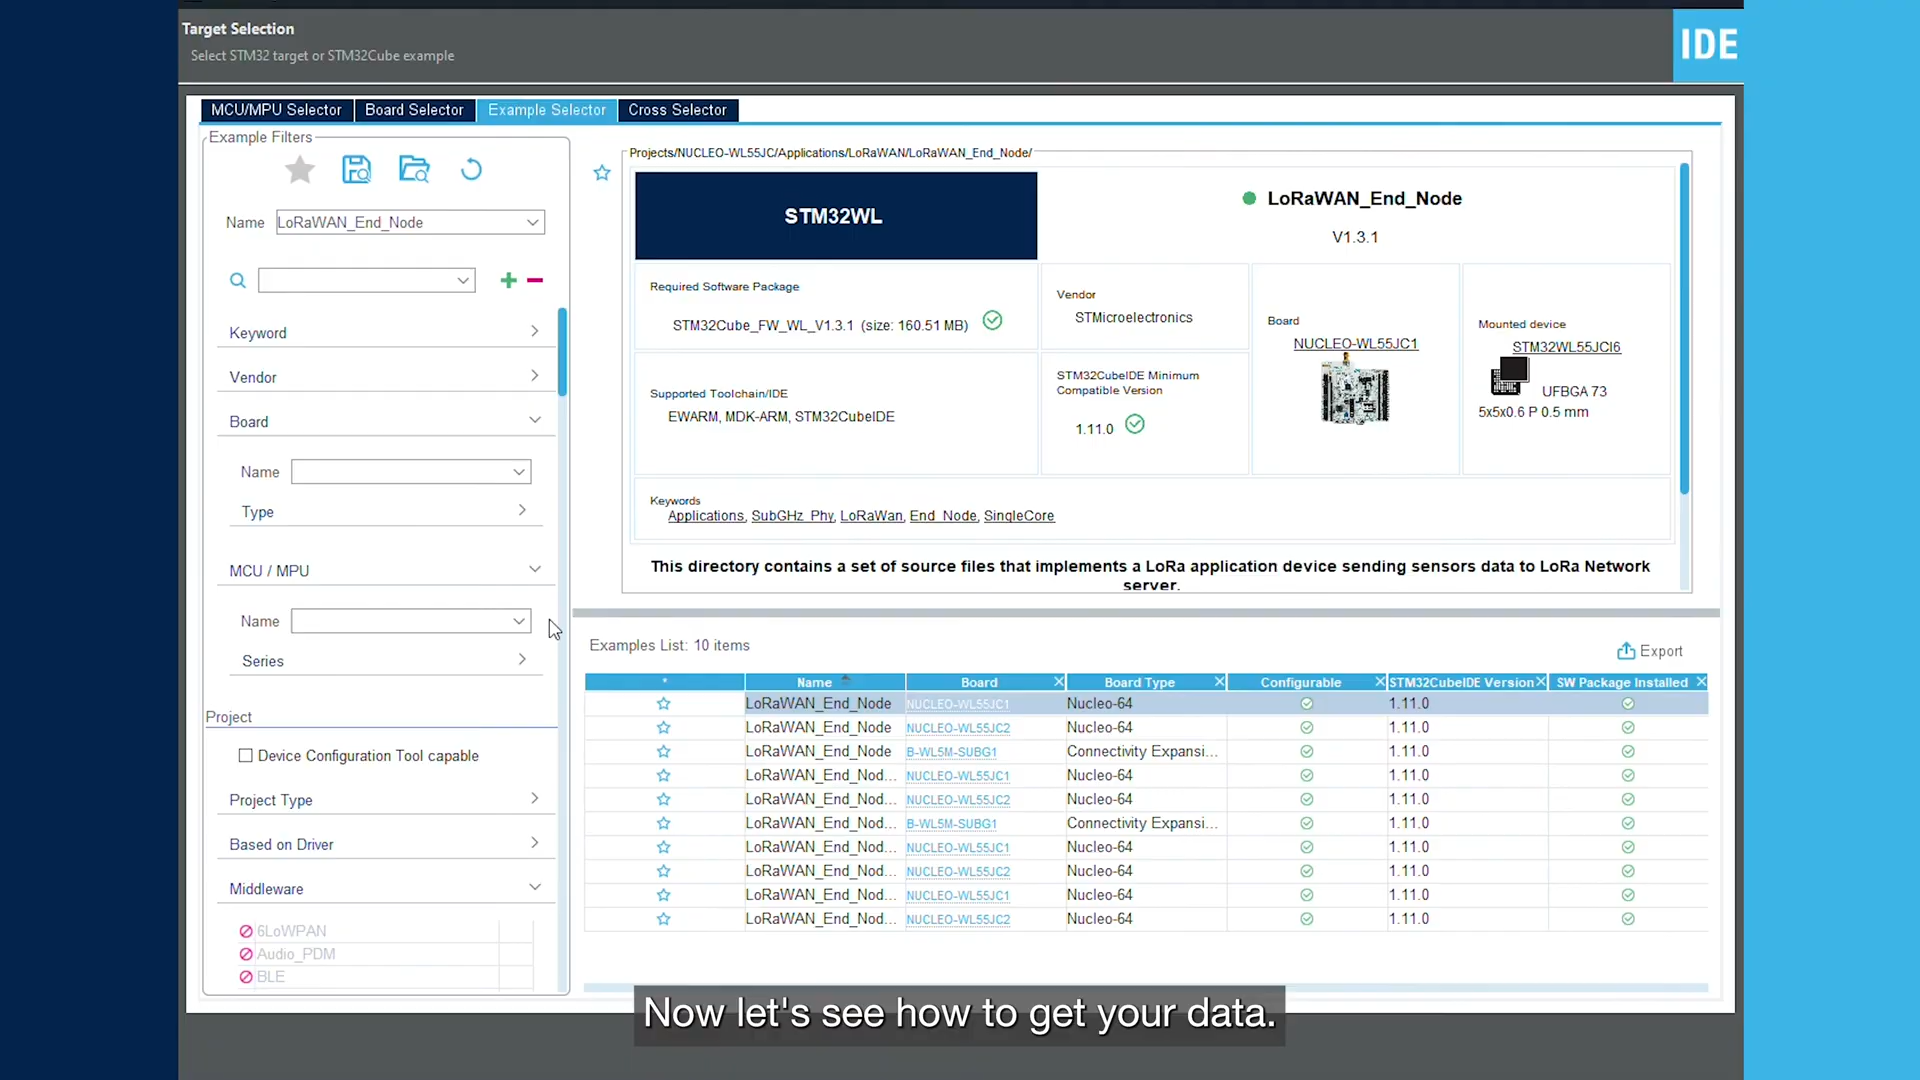 Target Selection
Select STM32 target or STM32Cube example
IDE
MCU/MPU Selector
Board Selector
Example Selector
Cross Selector
Example Filters
Name LoRaWAN_End_Node
Keyword
Vendor
Board
Name
Type
MCU / MPU
Name
Series
Project
Device Configuration Tool capable
Project Type
Based on Driver
Middleware
6LoWPAN
Audio_PDM
BLE
Projects/NUCLEO-WL55JC/Applications/LoRaWAN/LoRaWAN_End_Node/
STM32WL
LoRaWAN_End_Node
V1.3.1
Required Software Package
STM32Cube_FW_WL_V1.3.1 (size: 160.51 MB)
Vendor
STMicroelectronics
Board
NUCLEO-WL55JC1
Mounted device
STM32WL55JCI6
UFBGA 73
5x5x0.6 P 0.5 mm
Supported Toolchain/IDE
EWARM, MDK-ARM, STM32CubeIDE
STM32CubeIDE Minimum
Compatible Version
1.11.0
Keywords
Applications, SubGHz_Phy, LoRaWan, End_Node, SingleCore
This directory contains a set of source files that implements a LoRa application device sending sensors data to LoRa Network
server.
Examples List: 10 items
Export
* Name Board Board Type Configurable STM32CubeIDE Version SW Package Installed
LoRaWAN_End_Node NUCLEO-WL55JC1 Nucleo-64 1.11.0
LoRaWAN_End_Node NUCLEO-WL55JC2 Nucleo-64 1.11.0
LoRaWAN_End_Node B-WL5M-SUBG1 Connectivity Expansi... 1.11.0
LoRaWAN_End_Nod... NUCLEO-WL55JC1 Nucleo-64 1.11.0
LoRaWAN_End_Nod... NUCLEO-WL55JC2 Nucleo-64 1.11.0
LoRaWAN_End_Nod... B-WL5M-SUBG1 Connectivity Expansi... 1.11.0
LoRaWAN_End_Nod... NUCLEO-WL55JC1 Nucleo-64 1.11.0
LoRaWAN_End_Nod... NUCLEO-WL55JC2 Nucleo-64 1.11.0
LoRaWAN_End_Nod... NUCLEO-WL55JC1 Nucleo-64 1.11.0
LoRaWAN_End_Nod... NUCLEO-WL55JC2 Nucleo-64 1.11.0
Now let's see how to get your data.